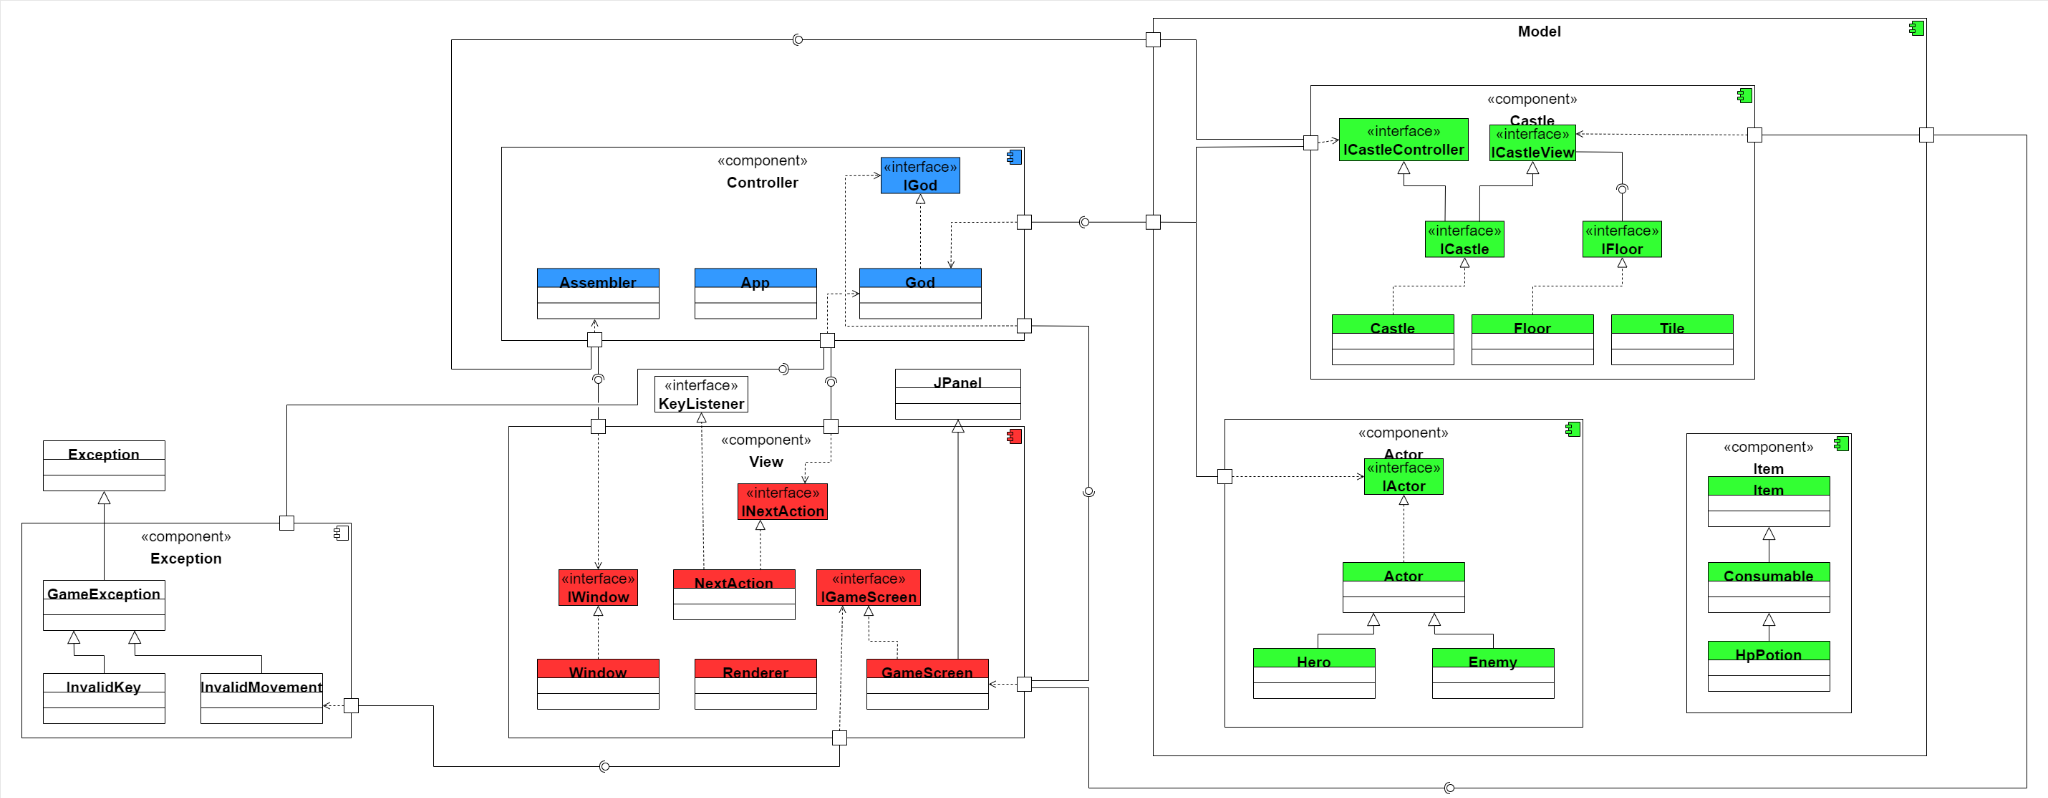 Model
«component»
Castle
«interface»
ICastleController
«interface»
ICastleView
«interface»
ICastle
«interface»
IFloor
Castle
Floor
Tile
«component»
Controller
«interface»
IGod
Assembler
App
God
«interface»
KeyListener
JPanel
«component»
View
«interface»
INextAction
«interface»
IWindow
NextAction
«interface»
IGameScreen
Window
Renderer
GameScreen
Exception
«component»
Exception
GameException
InvalidKey
InvalidMovement
«component»
Actor
«interface»
IActor
Actor
Hero
Enemy
«component»
Item
Item
Consumable
HpPotion